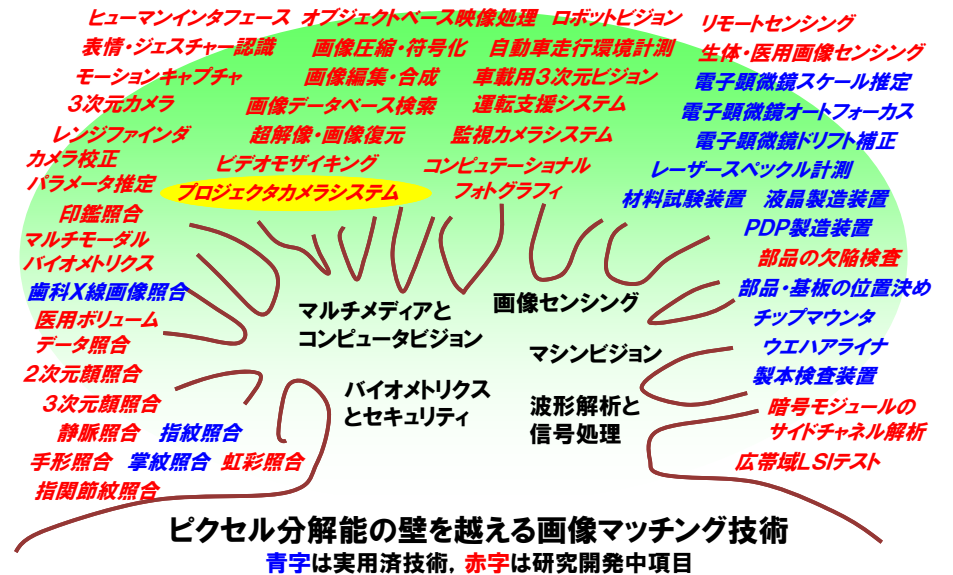 ヒューマンインタフェース
オブジェクトベース映像処理
ロボットビジョン
リモートセンシング
表情・ジェスチャー認識
画像圧縮・符号化
自動車走行環境計測
生体・医用画像センシング
モーションキャプチャ
画像編集・合成
車載用3次元ビジョン
電子顕微鏡スケール推定
3次元カメラ
画像データベース検索
運転支援システム
電子顕微鏡オートフォーカス
レンジファインダ
超解像・画像復元
監視カメラシステム
電子顕微鏡ドリフト補正
カメラ校正
パラメータ推定
ビデオモザイキング
コンピュテーショナル
フォトグラフィ
レーザースペックル計測
プロジェクタカメラシステム
材料試験装置
液晶製造装置
印鑑照合
PDP製造装置
マルチモーダル
バイオメトリクス
部品の欠陥検査
歯科X線画像照合
部品・基板の位置決め
マルチメディアと
コンピュータビジョン
画像センシング
医用ボリューム
データ照合
チップマウンタ
マシンビジョン
ウエハアライナ
2次元顔照合
製本検査装置
バイオメトリクス
とセキュリティ
波形解析と
信号処理
3次元顔照合
暗号モジュールの
サイドチャネル解析
静脈照合
指紋照合
手形照合
掌紋照合
虹彩照合
広帯域LSIテスト
指関節紋照合
ピクセル分解能の壁を越える画像マッチング技術
青字は実用済技術, 赤字は研究開発中項目